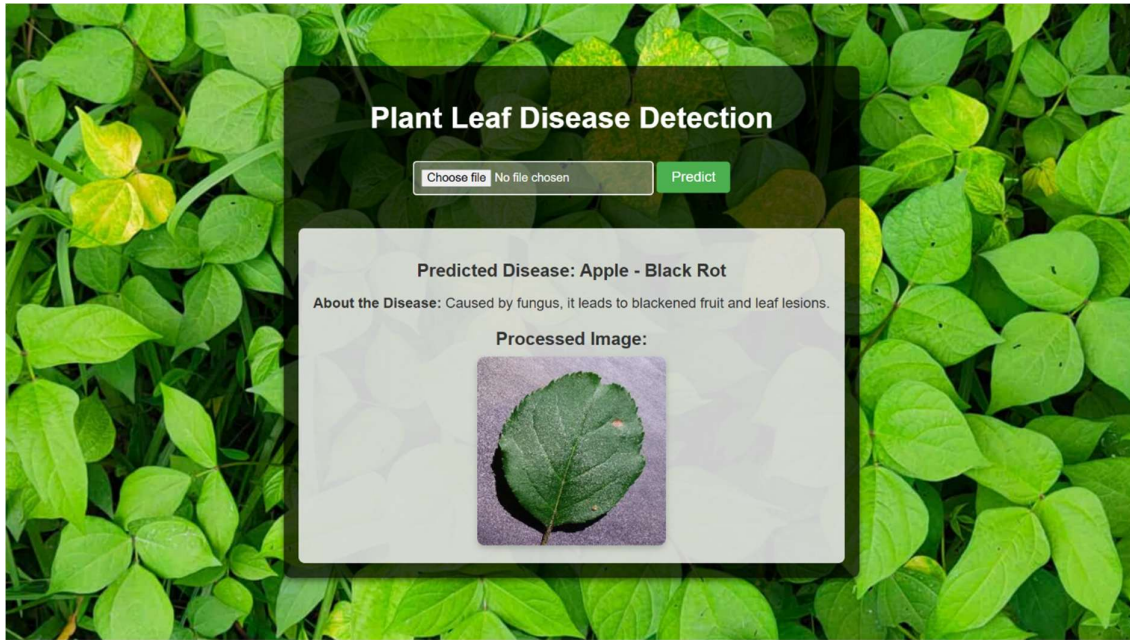 Plant Leaf Disease Detection
Choose file No file chosen Predict
Predicted Disease: Apple - Black Rot
About the Disease: Caused by fungus, it leads to blackened fruit and leaf lesions.
Processed Image: